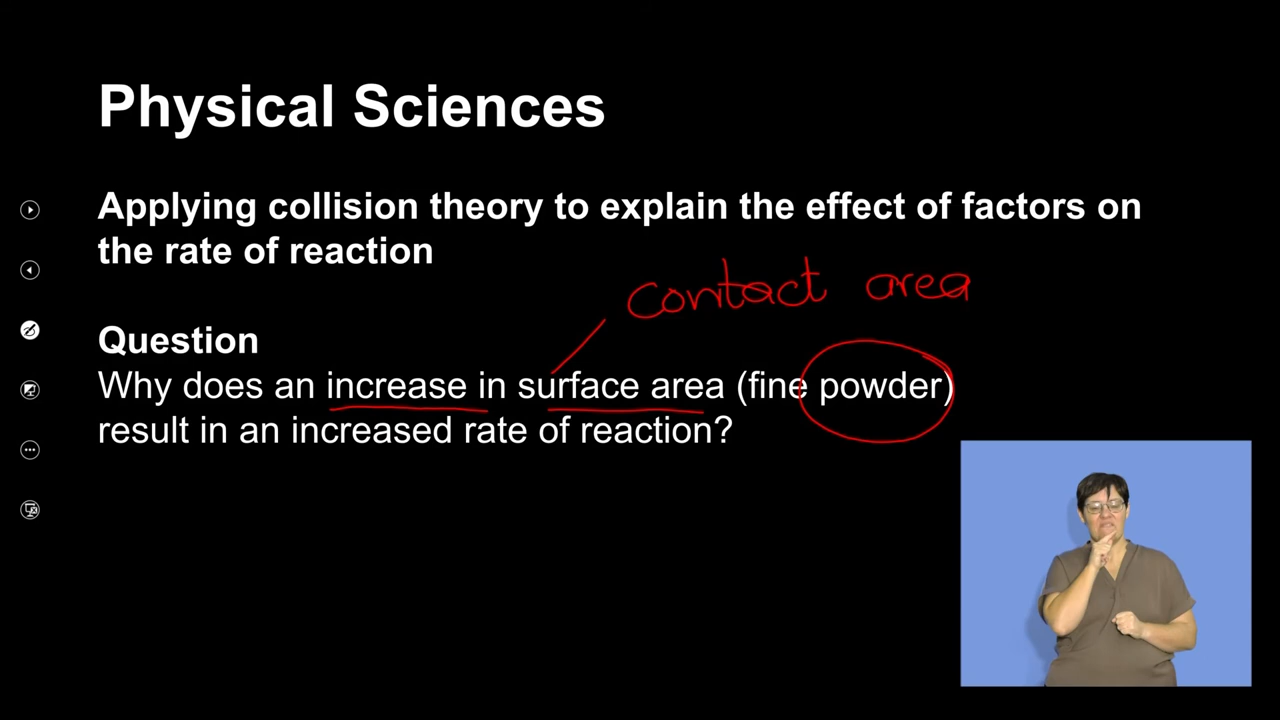 Physical Sciences
Applying collision theory to explain the effect of factors on
the rate of reaction
contact area
Question
Why does an increase in surface area (fine powder)
result in an increased rate of reaction?